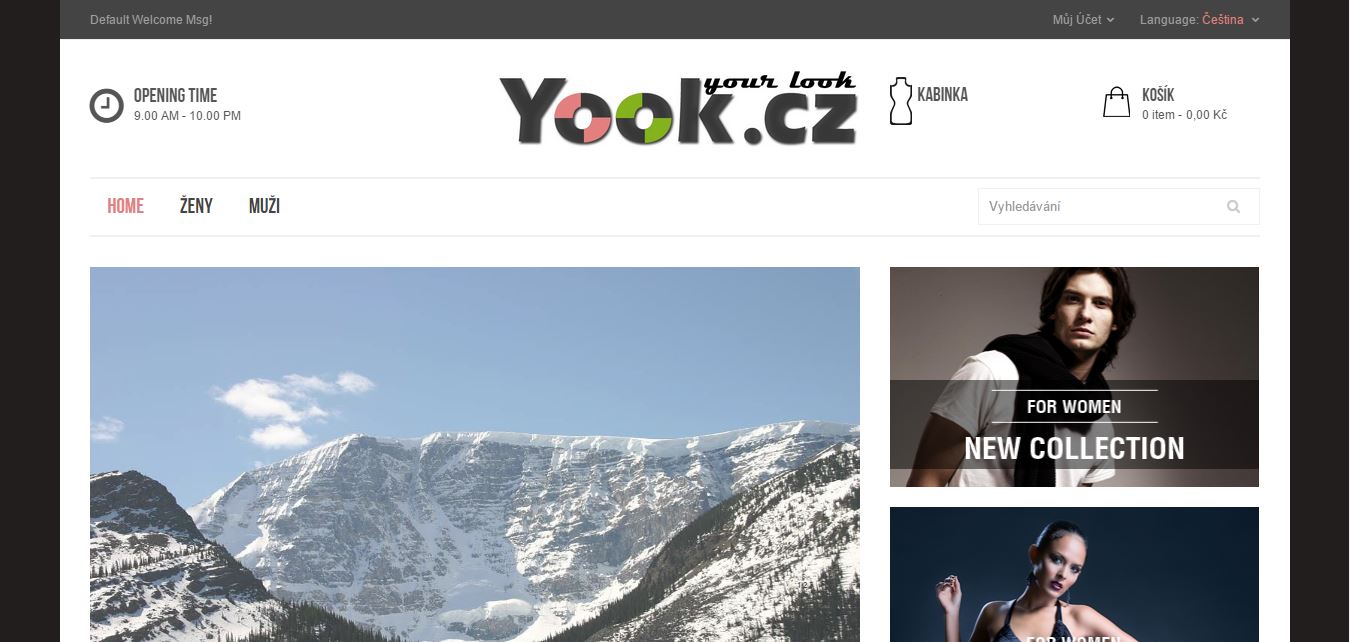 Default Welcome Msg!
Můj Účet
Language: Čeština
OPENING TIME
9.00 AM - 10.00 PM
your look
Yook.cz
KABINKA
KOŠÍK
0 item - 0,00 Kč
HOME
ŽENY
MUŽI
Vyhledávání
FOR WOMEN
NEW COLLECTION
FOR WOMEN